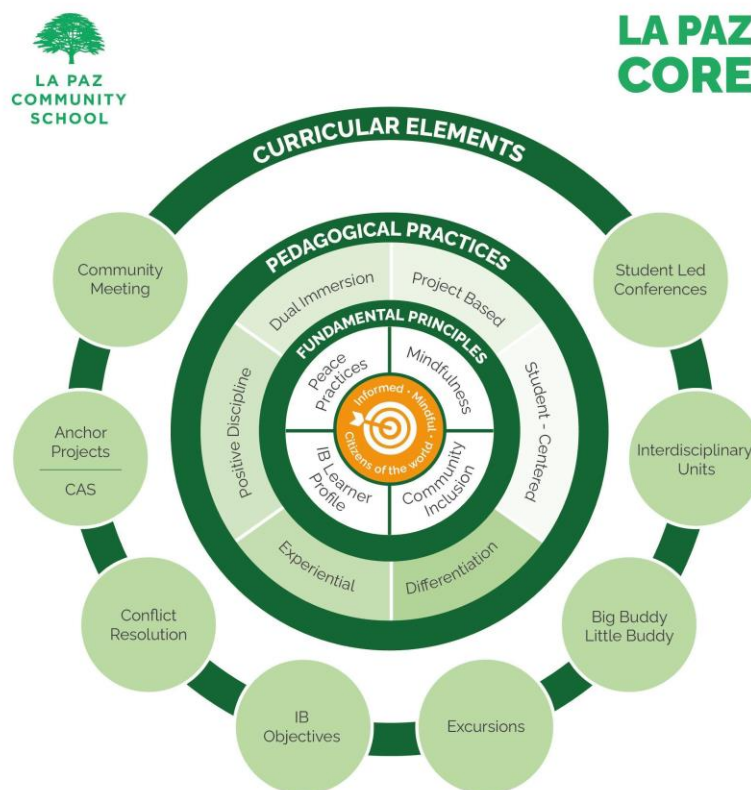 LA PAZ
COMMUNITY
SCHOOL
LA PAZ
CORE
CURRICULAR ELEMENTS
Community
Meeting
Student Led
Conferences
Anchor
Projects
CAS
Interdisciplinary
Units
Conflict
Resolution
Big Buddy
Little Buddy
IB
Objectives
Excursions
PEDAGOGICAL PRACTICES
Dual Immersion
Project Based
Positive Discipline
Student - Centered
Experiential
Differentiation
FUNDAMENTAL PRINCIPLES
Peace
Practices
Mindfulness
IB Learner
Profile
Community
Inclusion
Informed • Mindful •
Citizens of the world •